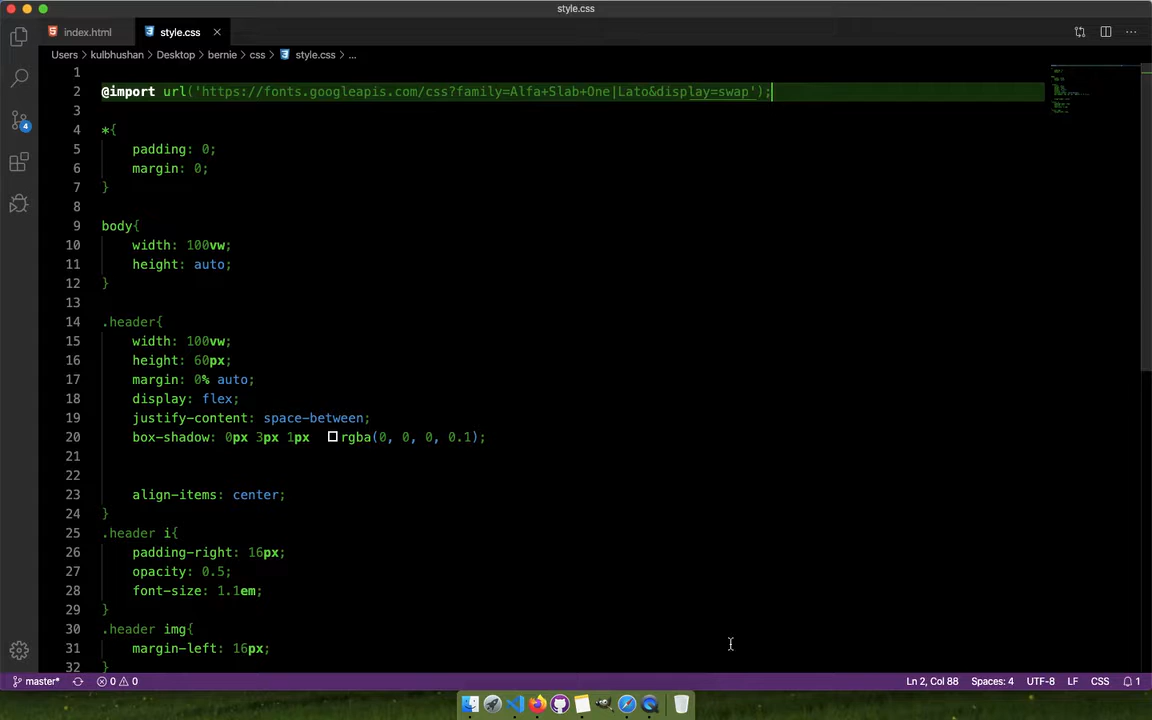 style.css
index.html
style.css
Users > kulbhushan > Desktop > bernie > css > style.css > ...
1
2 @import url('https://fonts.googleapis.com/css?family=Alfa+Slab+One|Lato&display=swap');
3
4 *{
5 padding: 0;
6 margin: 0;
7 }
8
9 body{
10 width: 100vw;
11 height: auto;
12 }
13
14 .header{
15 width: 100vw;
16 height: 60px;
17 margin: 0% auto;
18 display: flex;
19 justify-content: space-between;
20 box-shadow: 0px 3px 1px rgba(0, 0, 0, 0.1);
21
22
23 align-items: center;
24 }
25 .header i{
26 padding-right: 16px;
27 opacity: 0.5;
28 font-size: 1.1em;
29 }
30 .header img{
31 margin-left: 16px;
32 }
4
master* 0 0 Ln 2, Col 88 Spaces: 4 UTF-8 LF CSS 1